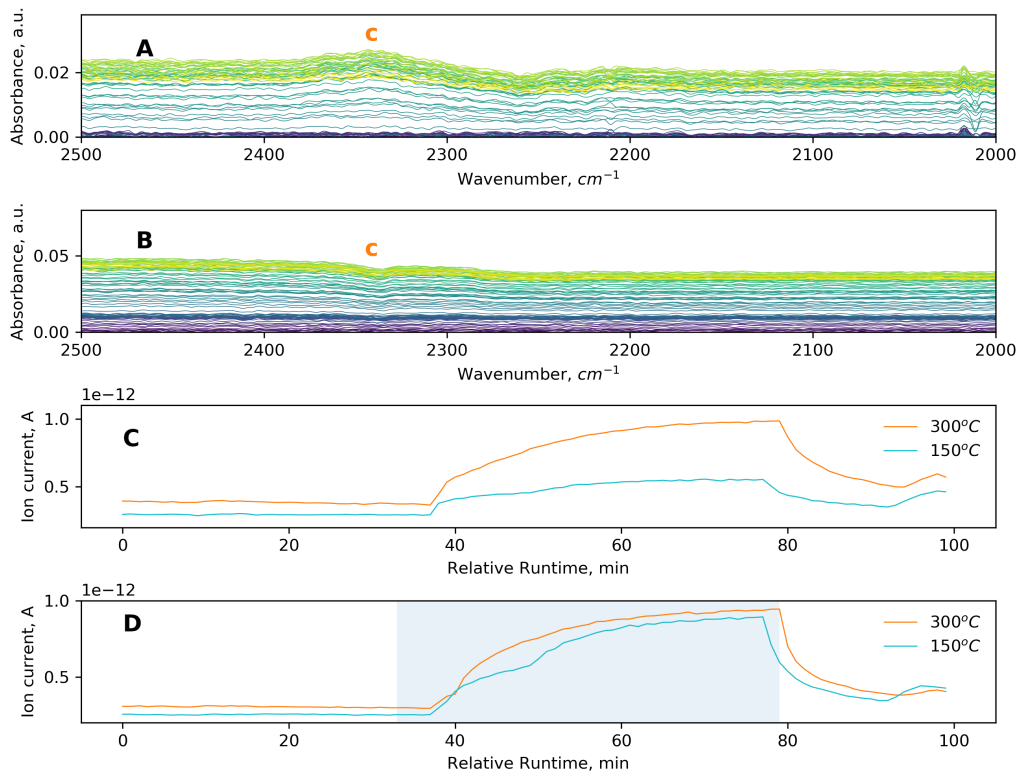 A
c
Absorbance, a.u.
0.02
0.00
2500 2400 2300 2200 2100 2000
Wavenumber, cm⁻¹
B
c
Absorbance, a.u.
0.05
0.00
2500 2400 2300 2200 2100 2000
Wavenumber, cm⁻¹
1e−12
C
Ion current, A
1.0
0.5
300°C
150°C
0 20 40 60 80 100
Relative Runtime, min
1e−12
D
Ion current, A
1.0
0.5
300°C
150°C
0 20 40 60 80 100
Relative Runtime, min